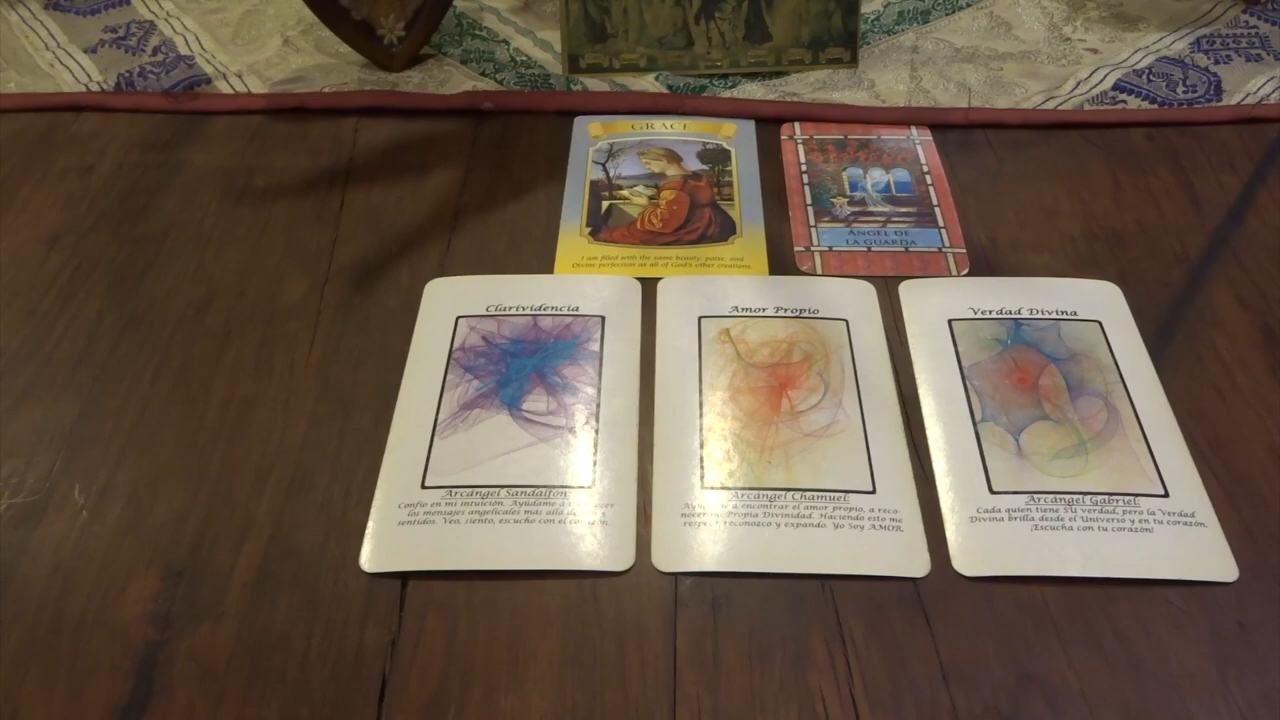 GRACE
I am filled with the same beauty, poise, and
Divine perfection as all of God's other creations.
ÁNGEL DE
LA GUARDA
Clarividencia
Arcángel Sandalfón:
Confío en mi intuición. Ayúdame a
los mensajes angelicales más allá de
sentidos. Veo, siento, escucho con el corazón.
Amor Propio
Arcángel Chamuel:
a encontrar el amor propio, a reco-
Propia Divinidad. Haciendo esto me
reconozco y expando. Yo Soy AMOR.
Verdad Divina
Arcángel Gabriel:
Cada quien tiene SU verdad, pero la Verdad
Divina brilla desde el Universo y en tu corazón.
¡Escucha con tu corazón!